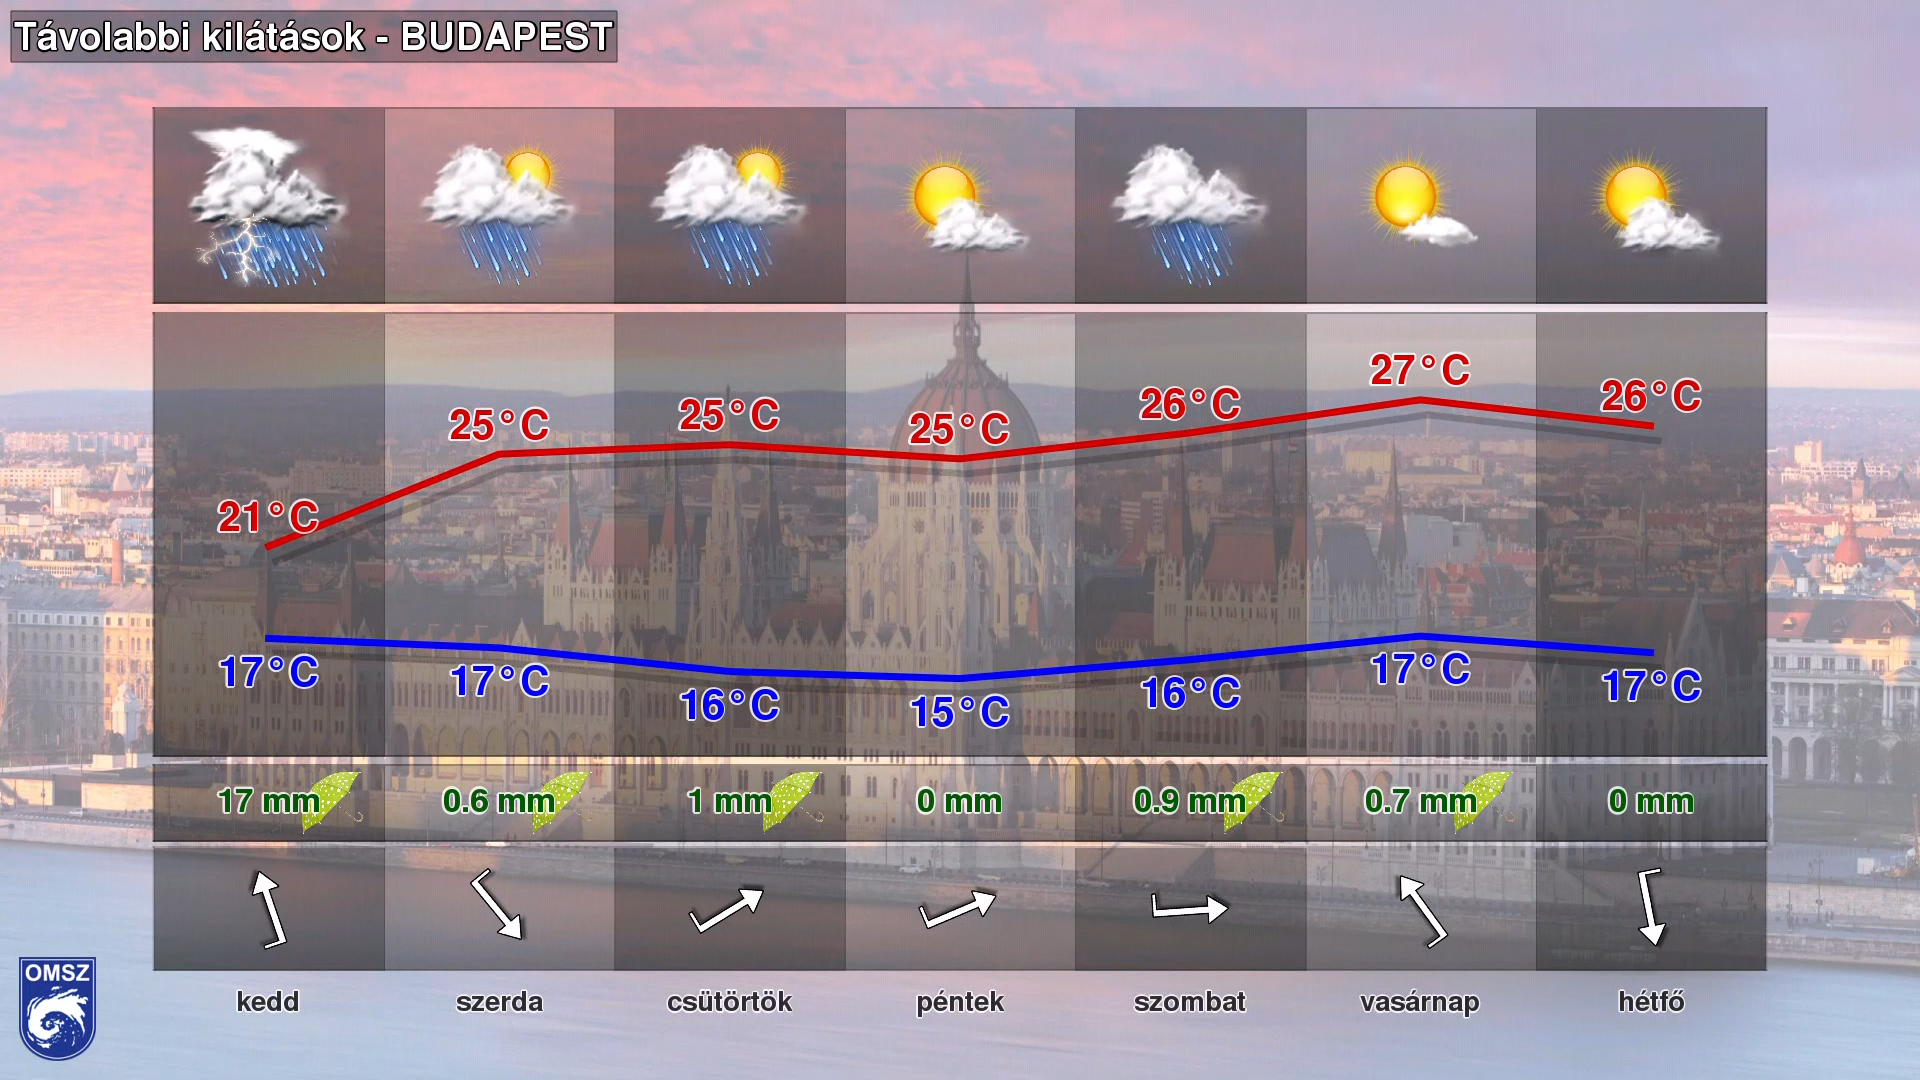 Távolabbi kilátások - BUDAPEST
21°C 25°C 25°C 25°C 26°C 27°C 26°C
17°C 17°C 16°C 15°C 16°C 17°C 17°C
17 mm 0.6 mm 1 mm 0 mm 0.9 mm 0.7 mm 0 mm
kedd szerda csütörtök péntek szombat vasárnap hétfő
OMSZ